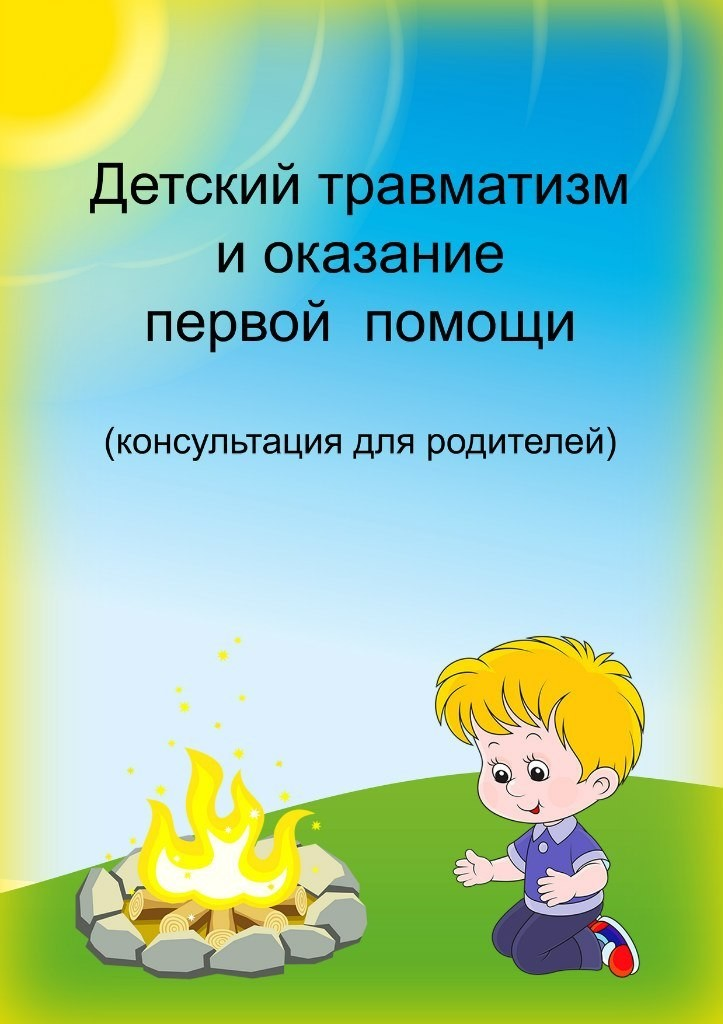 Детский травматизм
и оказание
первой помощи
(консультация для родителей)